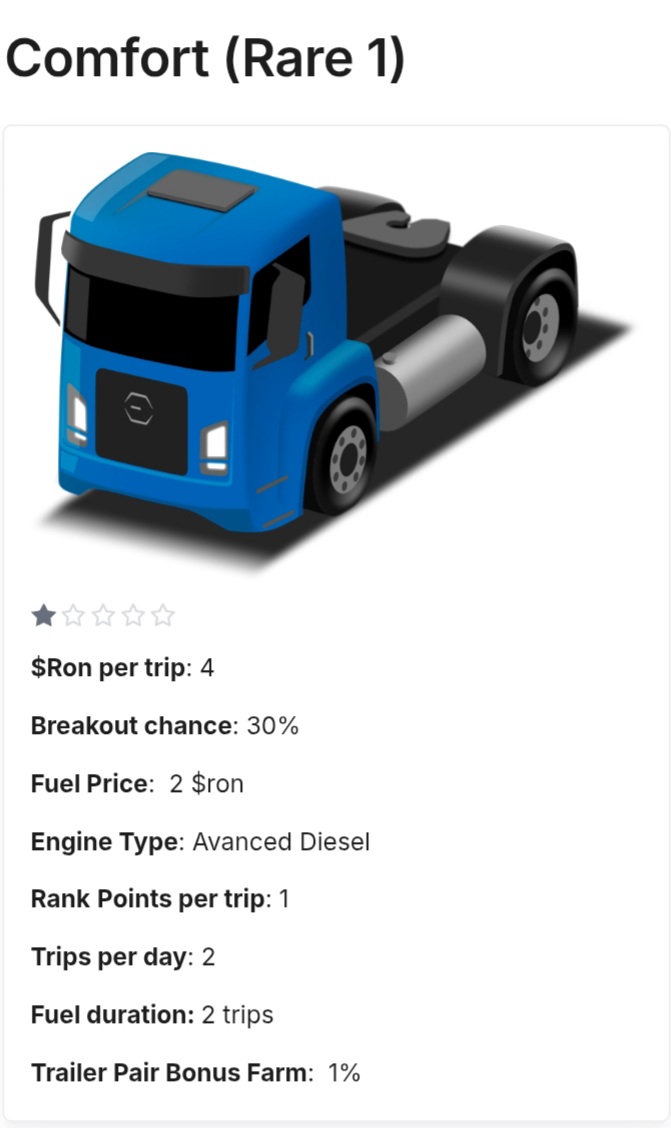 Comfort (Rare 1)
$Ron per trip: 4
Breakout chance: 30%
Fuel Price:  2 $ron
Engine Type: Avanced Diesel
Rank Points per trip: 1
Trips per day: 2
Fuel duration: 2 trips
Trailer Pair Bonus Farm:  1%